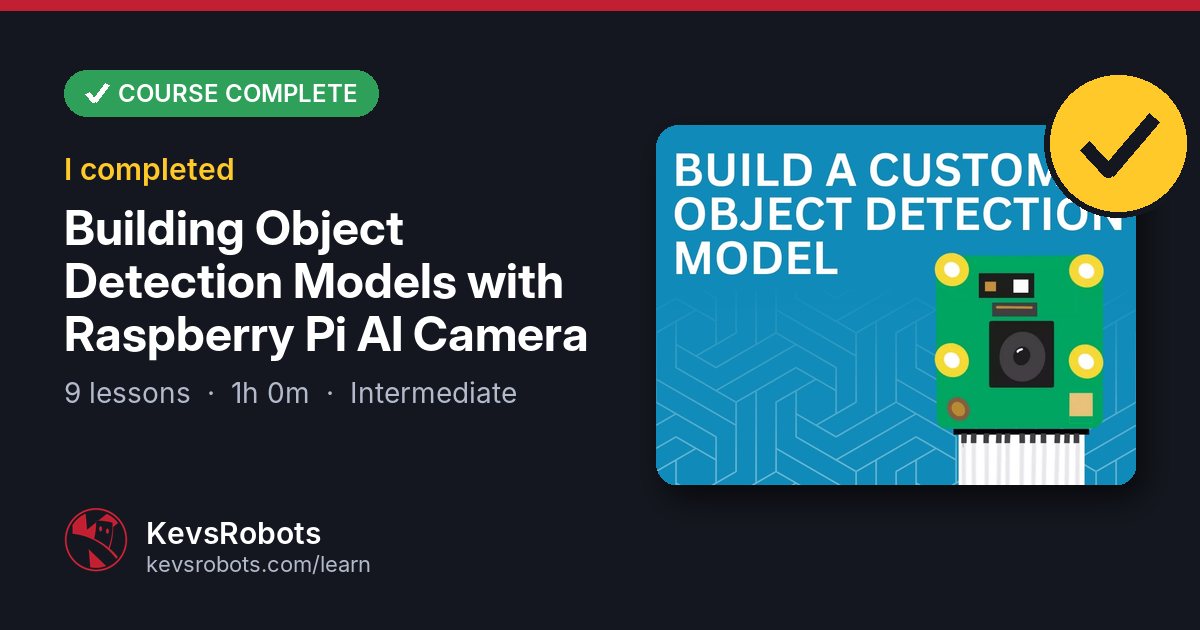 COURSE COMPLETE
I completed
Building Object
Detection Models with
Raspberry Pi AI Camera
9 lessons · 1h 0m · Intermediate
KevsRobots
kevsrobots.com/learn
BUILD A CUSTOM
OBJECT DETECTION
MODEL